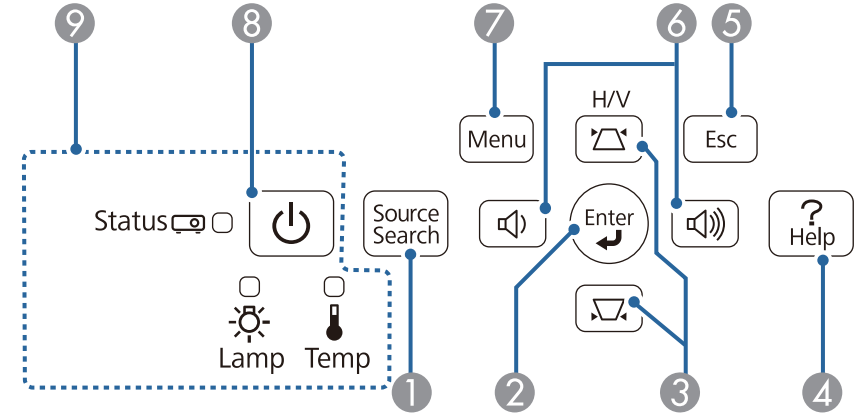 9
8
7
6
5
H/V
Menu
Esc
Status
Source
Search
Enter
?
Help
Lamp
Temp
1
2
3
4